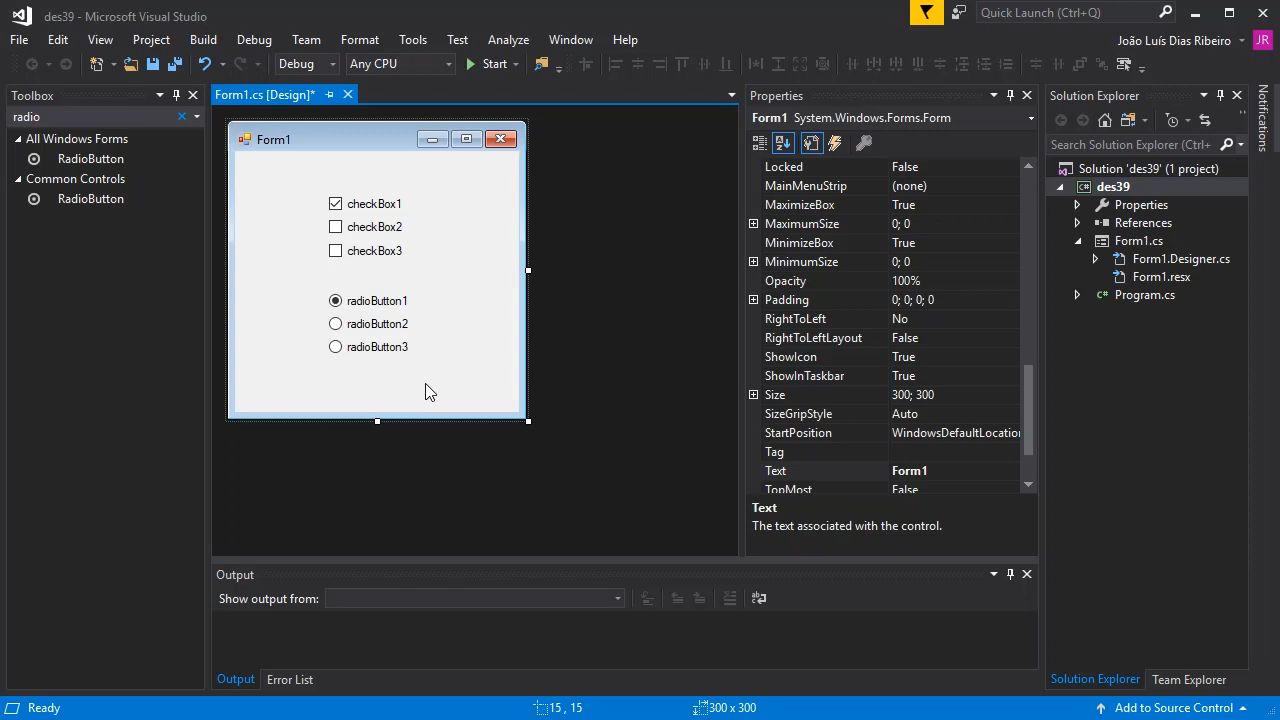 des39 - Microsoft Visual Studio
Quick Launch (Ctrl+Q)
File Edit View Project Build Debug Team Format Tools Test Analyze Window Help
João Luís Dias Ribeiro JR
Debug Any CPU Start
Toolbox
radio
All Windows Forms
RadioButton
Common Controls
RadioButton
Form1.cs [Design]*
Form1
checkBox1
checkBox2
checkBox3
radioButton1
radioButton2
radioButton3
Output
Show output from:
Output Error List
Properties
Form1 System.Windows.Forms.Form
Locked False
MainMenuStrip (none)
MaximizeBox True
MaximumSize 0; 0
MinimizeBox True
MinimumSize 0; 0
Opacity 100%
Padding 0; 0; 0; 0
RightToLeft No
RightToLeftLayout False
ShowIcon True
ShowInTaskbar True
Size 300; 300
SizeGripStyle Auto
StartPosition WindowsDefaultLocation
Tag
Text Form1
TopMost False
Text
The text associated with the control.
Solution Explorer
Search Solution Explorer (Ctrl+
Solution 'des39' (1 project)
des39
Properties
References
Form1.cs
Form1.Designer.cs
Form1.resx
Program.cs
Solution Explorer Team Explorer
Notifications
Ready 15 , 15 300 x 300 Add to Source Control